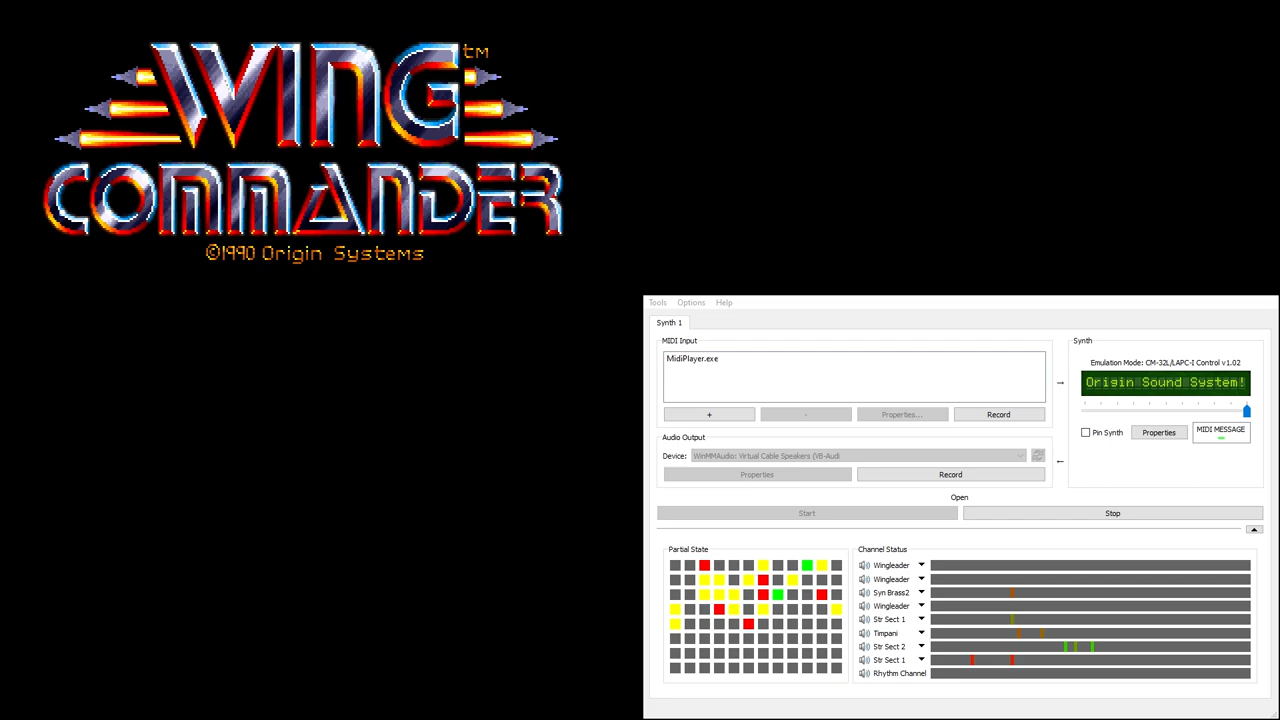 WING
TM
COMMANDER
©1990 Origin Systems
Tools Options Help
Synth 1
MIDI Input
MidiPlayer.exe
+ - Properties... Record
→
Synth
Emulation Mode: CM-32L/LAPC-I Control v1.02
Origin Sound System!
Pin Synth Properties MIDI MESSAGE
Audio Output
Device: WinMMAudio: Virtual Cable Speakers (VB-Audi
←
Properties Record
Open
Start Stop
Partial State
Channel Status
Wingleader
Wingleader
Syn Brass2
Wingleader
Str Sect 1
Timpani
Str Sect 2
Str Sect 1
Rhythm Channel